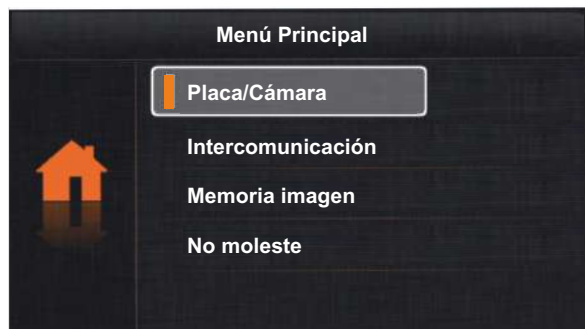 Menú Principal
Placa/Cámara
Intercomunicación
Memoria imagen
No moleste